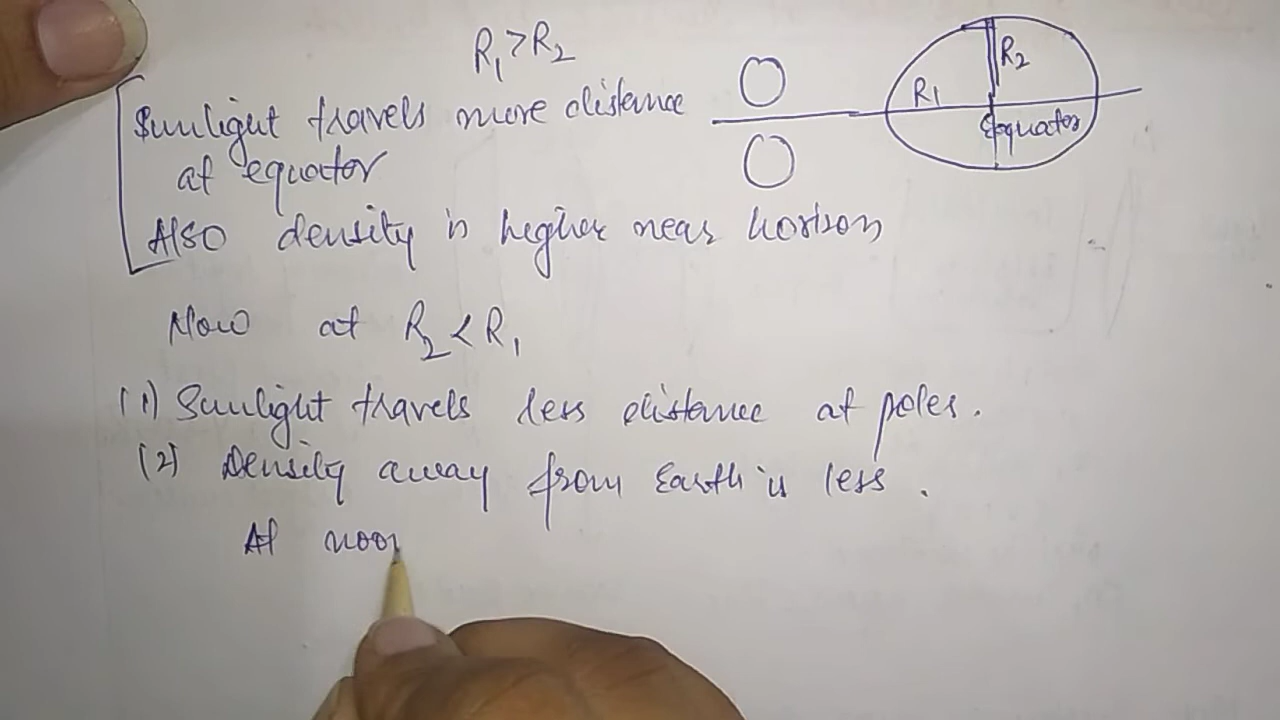 R₁ > R₂
Sunlight travels more distance
at equator
Also density is higher near horison
R₁
R₂
Equator
Now at R₂ < R₁
(1) Sunlight travels less distance at poles.
(2) Density away from Earth is less.
At noon